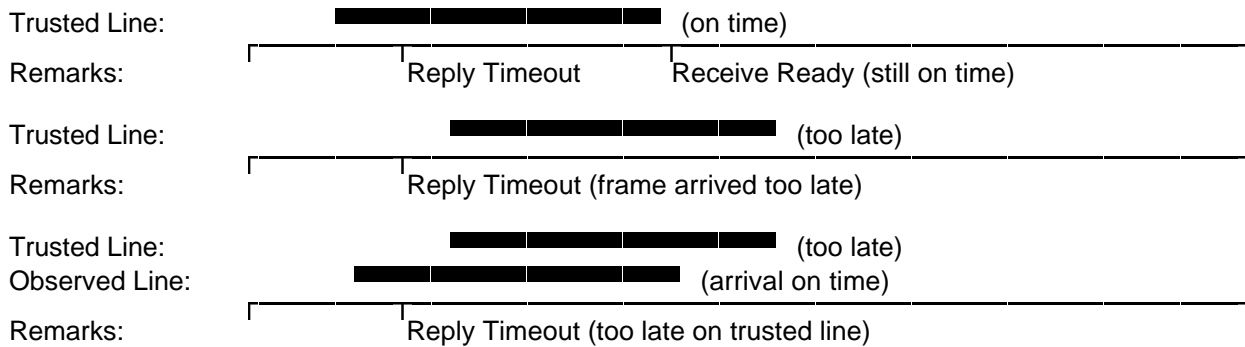 Trusted Line: (on time)
Remarks: Reply Timeout Receive Ready (still on time)
Trusted Line: (too late)
Remarks: Reply Timeout (frame arrived too late)
Trusted Line: (too late)
Observed Line: (arrival on time)
Remarks: Reply Timeout (too late on trusted line)